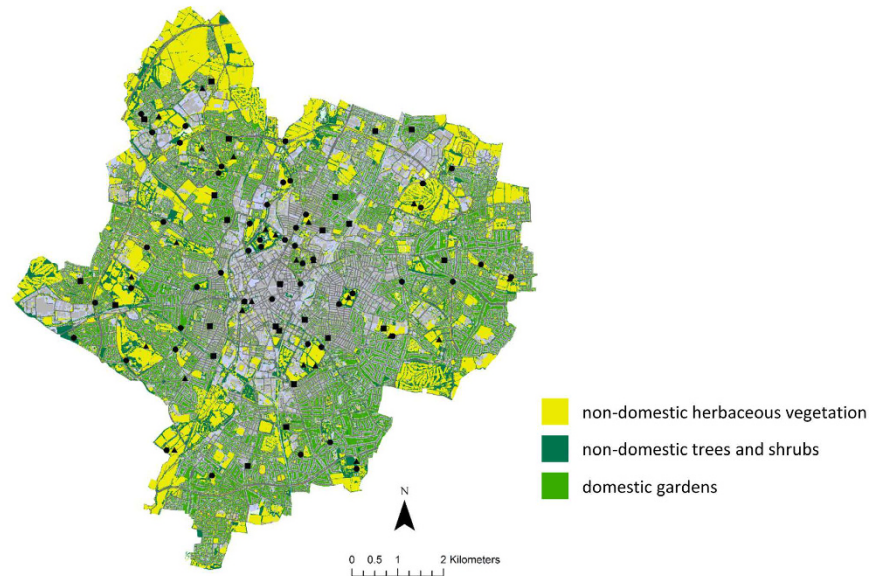 non-domestic herbaceous vegetation
non-domestic trees and shrubs
domestic gardens
N
0 0.5 1 2 Kilometers